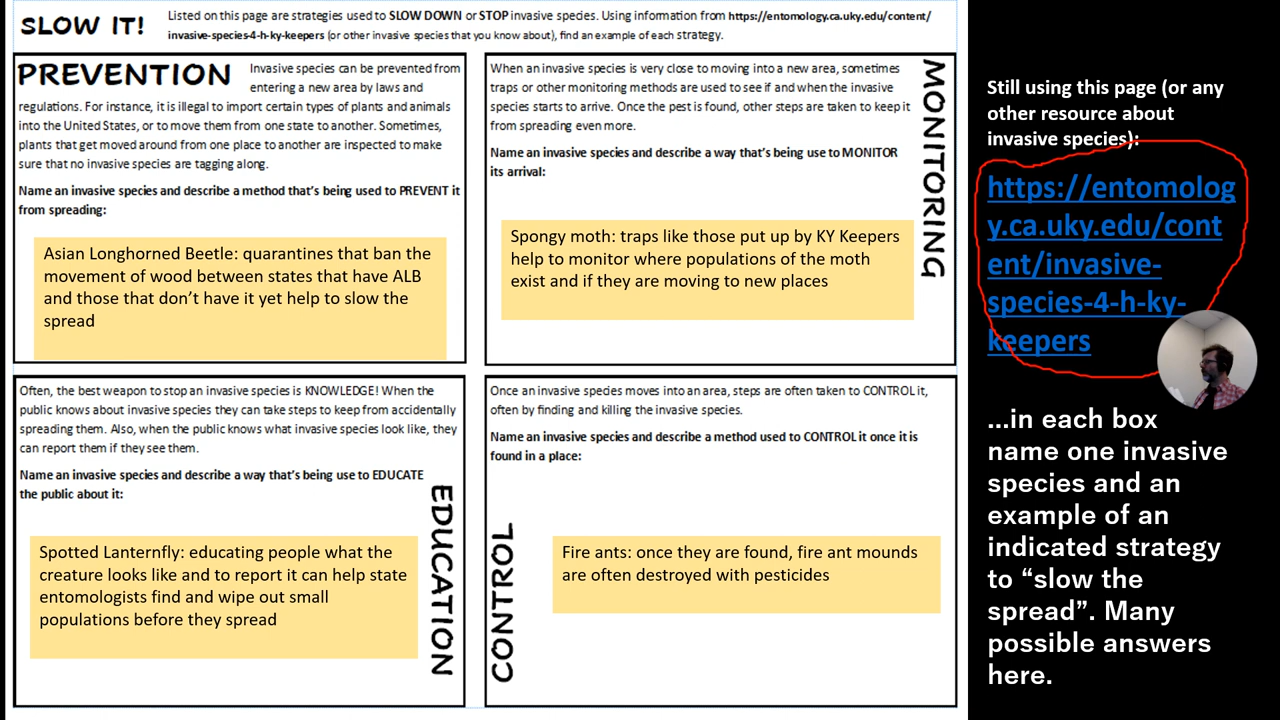 SLOW IT!
Listed on this page are strategies used to SLOW DOWN or STOP invasive species. Using information from https://entomology.ca.uky.edu/content/
invasive-species-4-h-ky-keepers (or other invasive species that you know about), find an example of each strategy.
PREVENTION
Invasive species can be prevented from
entering a new area by laws and
regulations. For instance, it is illegal to import certain types of plants and animals
into the United States, or to move them from one state to another. Sometimes,
plants that get moved around from one place to another are inspected to make
sure that no invasive species are tagging along.
Name an invasive species and describe a method that's being used to PREVENT it
from spreading:
Asian Longhorned Beetle: quarantines that ban the
movement of wood between states that have ALB
and those that don't have it yet help to slow the
spread
When an invasive species is very close to moving into a new area, sometimes
traps or other monitoring methods are used to see if and when the invasive
species starts to arrive. Once the pest is found, other steps are taken to keep it
from spreading even more.
Name an invasive species and describe a way that's being use to MONITOR
its arrival:
MONITORING
Spongy moth: traps like those put up by KY Keepers
help to monitor where populations of the moth
exist and if they are moving to new places
Often, the best weapon to stop an invasive species is KNOWLEDGE! When the
public knows about invasive species they can take steps to keep from accidentally
spreading them. Also, when the public knows what invasive species look like, they
can report them if they see them.
Name an invasive species and describe a way that's being use to EDUCATE
the public about it:
EDUCATION
Spotted Lanternfly: educating people what the
creature looks like and to report it can help state
entomologists find and wipe out small
populations before they spread
Once an invasive species moves into an area, steps are often taken to CONTROL it,
often by finding and killing the invasive species.
Name an invasive species and describe a method used to CONTROL it once it is
found in a place:
CONTROL
Fire ants: once they are found, fire ant mounds
are often destroyed with pesticides
Still using this page (or any
other resource about
invasive species):
https://entomolog
y.ca.uky.edu/cont
ent/invasive-
species-4-h-ky-
keepers
...in each box
name one invasive
species and an
example of an
indicated strategy
to “slow the
spread”. Many
possible answers
here.